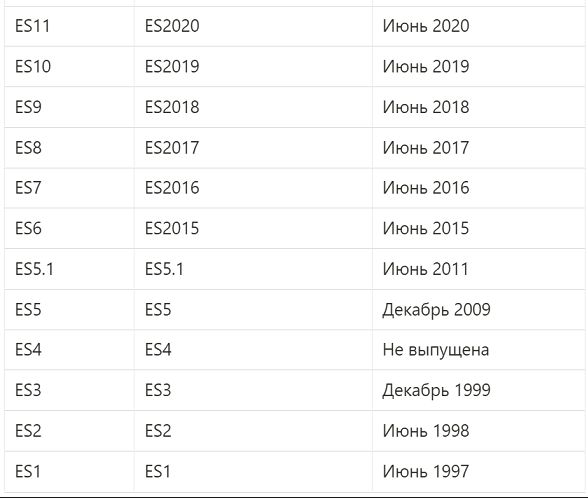 ES11 ES2020 Июнь 2020
ES10 ES2019 Июнь 2019
ES9 ES2018 Июнь 2018
ES8 ES2017 Июнь 2017
ES7 ES2016 Июнь 2016
ES6 ES2015 Июнь 2015
ES5.1 ES5.1 Июнь 2011
ES5 ES5 Декабрь 2009
ES4 ES4 Не выпущена
ES3 ES3 Декабрь 1999
ES2 ES2 Июнь 1998
ES1 ES1 Июнь 1997